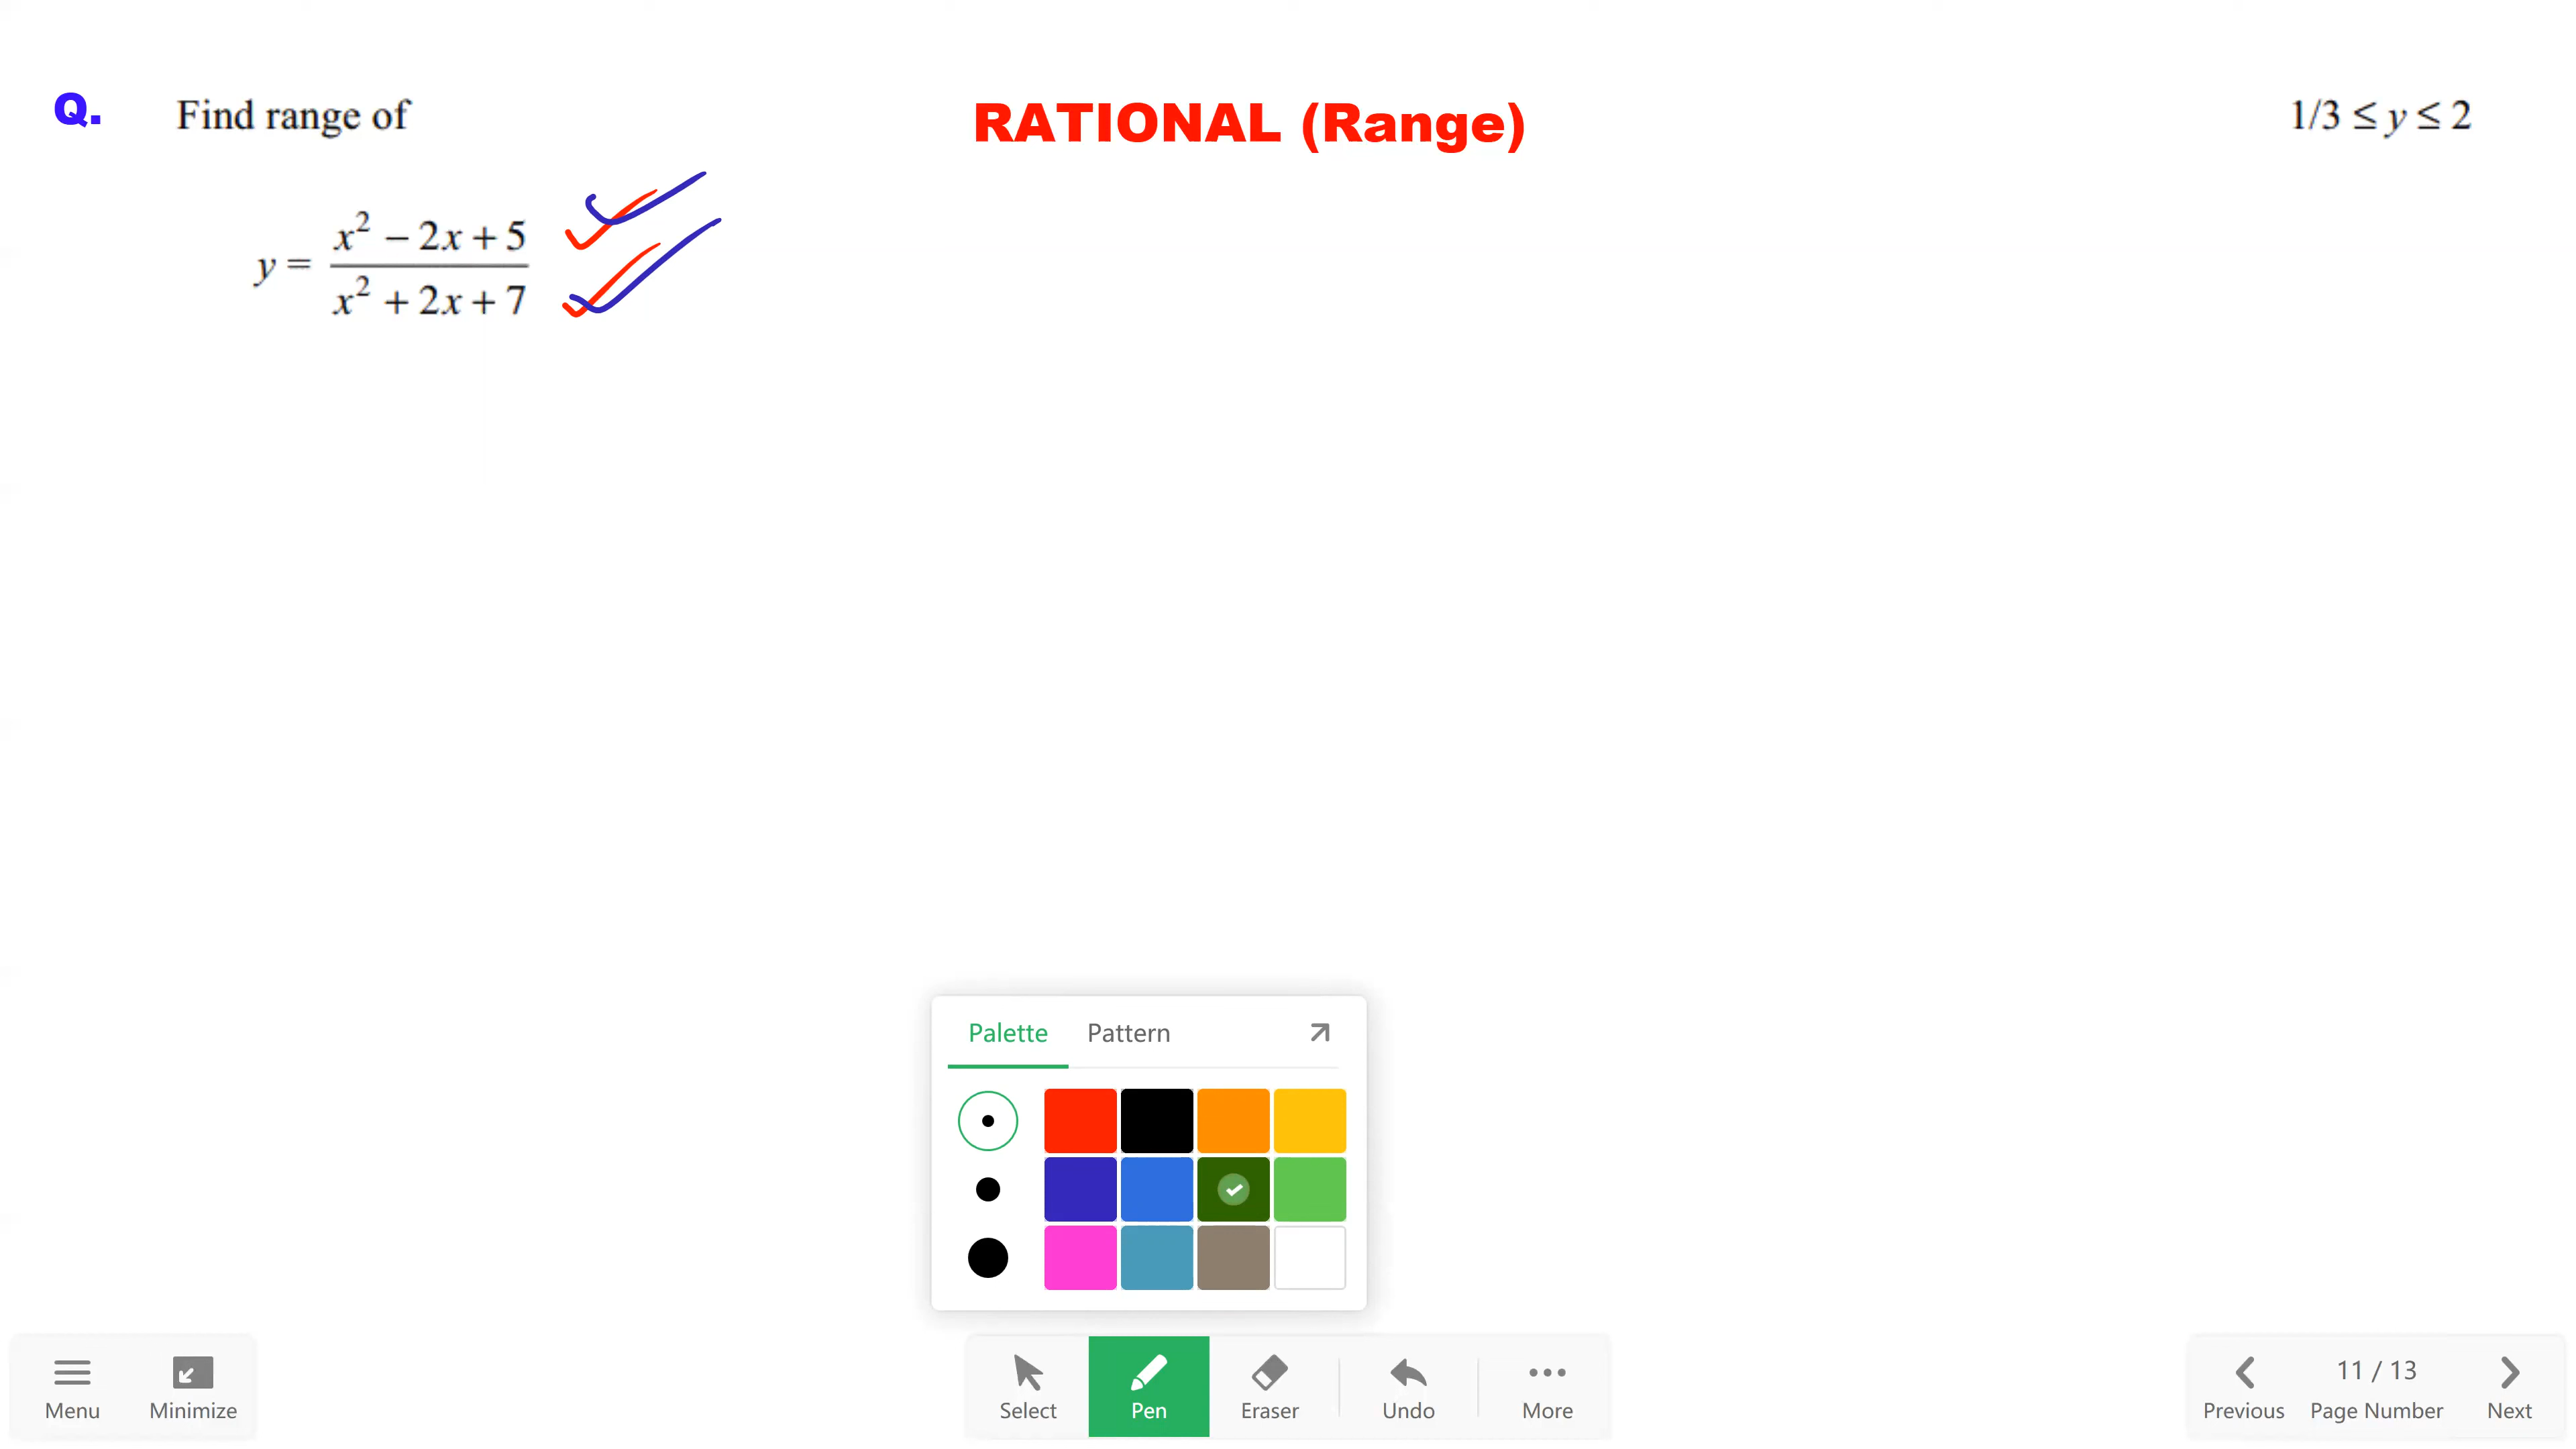 Q. Find range of
RATIONAL (Range)
1/3 ≤ y ≤ 2
y = (x² − 2x + 5) / (x² + 2x + 7)
Palette Pattern
Menu Minimize
Select Pen Eraser Undo More
11 / 13
Previous Page Number Next